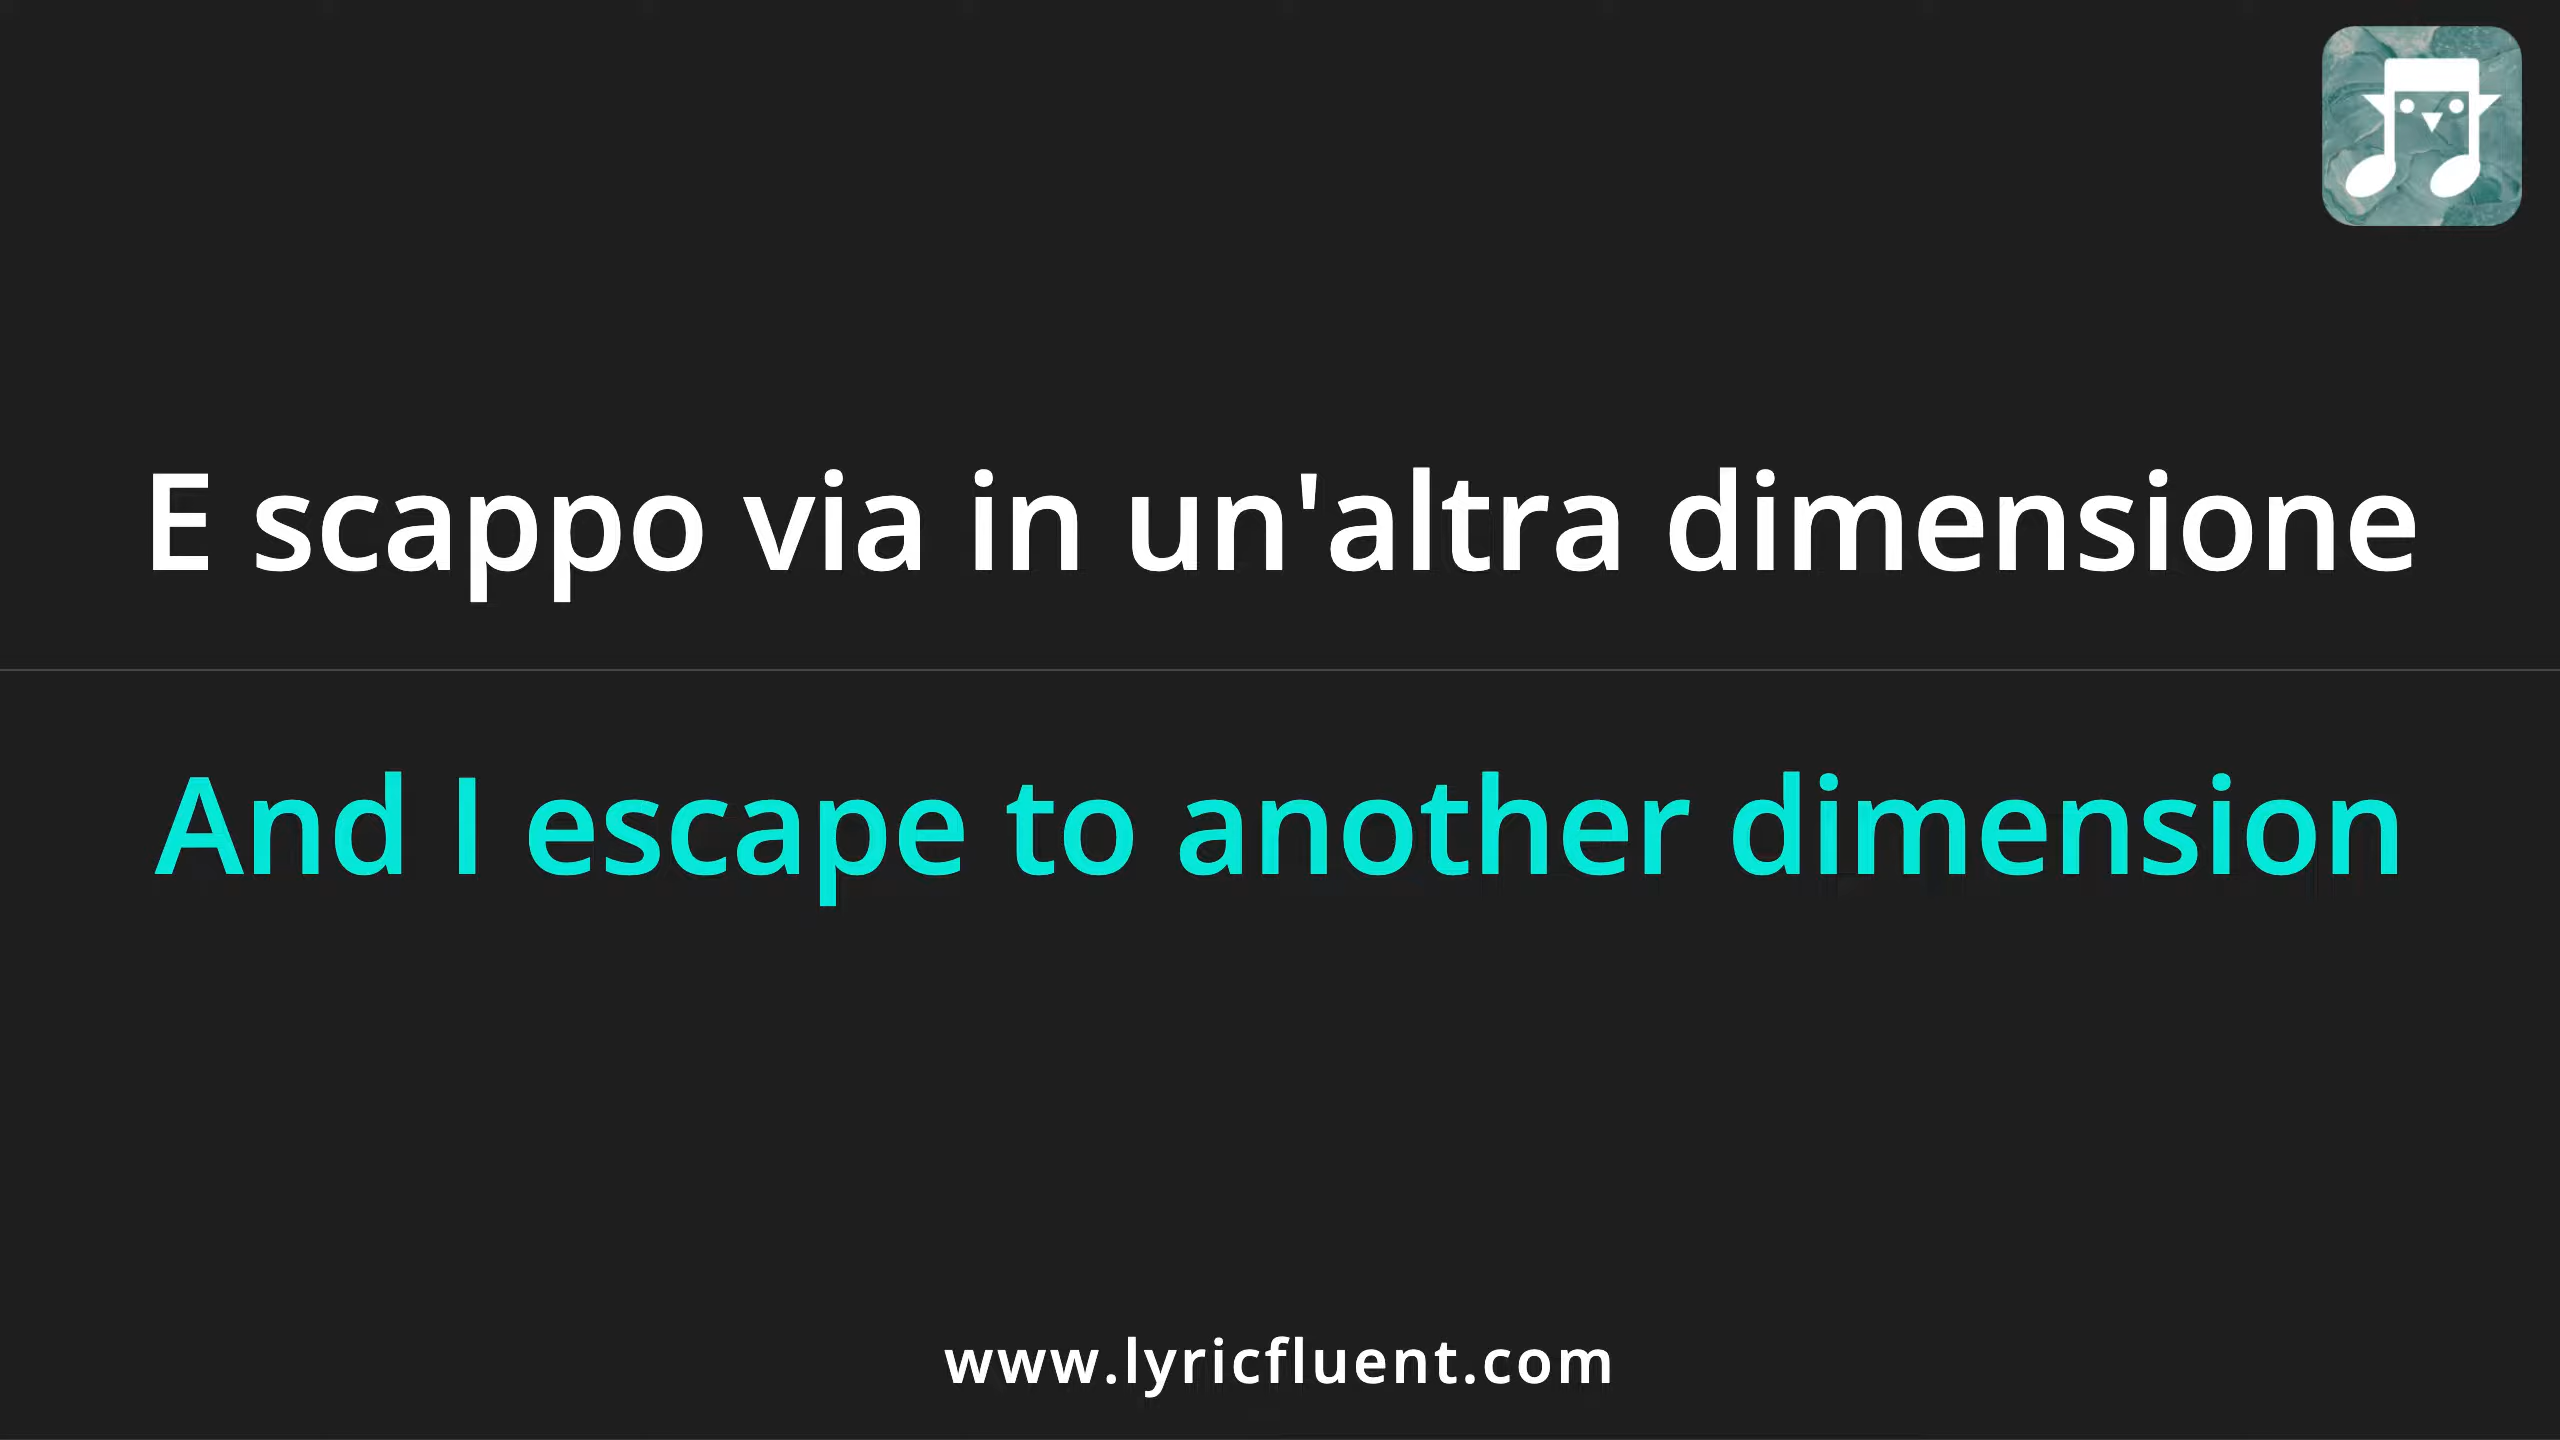 E scappo via in un'altra dimensione
And I escape to another dimension
www.lyricfluent.com